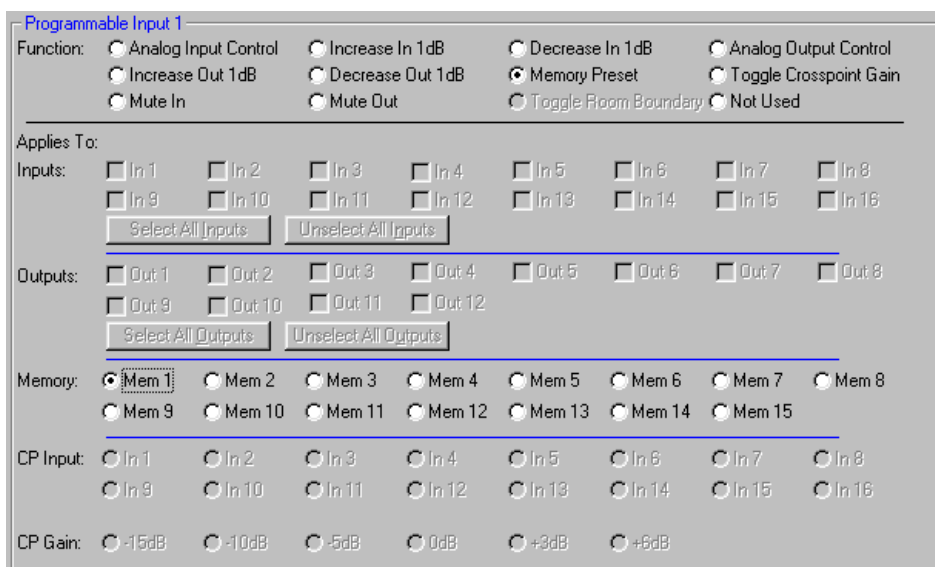 Programmable Input 1
Function: Analog Input Control Increase In 1dB Decrease In 1dB Analog Output Control
Increase Out 1dB Decrease Out 1dB Memory Preset Toggle Crosspoint Gain
Mute In Mute Out Toggle Room Boundary Not Used
Applies To:
Inputs: In 1 In 2 In 3 In 4 In 5 In 6 In 7 In 8
In 9 In 10 In 11 In 12 In 13 In 14 In 15 In 16
Select All Inputs Unselect All Inputs
Outputs: Out 1 Out 2 Out 3 Out 4 Out 5 Out 6 Out 7 Out 8
Out 9 Out 10 Out 11 Out 12
Select All Outputs Unselect All Outputs
Memory: Mem 1 Mem 2 Mem 3 Mem 4 Mem 5 Mem 6 Mem 7 Mem 8
Mem 9 Mem 10 Mem 11 Mem 12 Mem 13 Mem 14 Mem 15
CP Input: In 1 In 2 In 3 In 4 In 5 In 6 In 7 In 8
In 9 In 10 In 11 In 12 In 13 In 14 In 15 In 16
CP Gain: -15dB -10dB -5dB 0dB +3dB +6dB